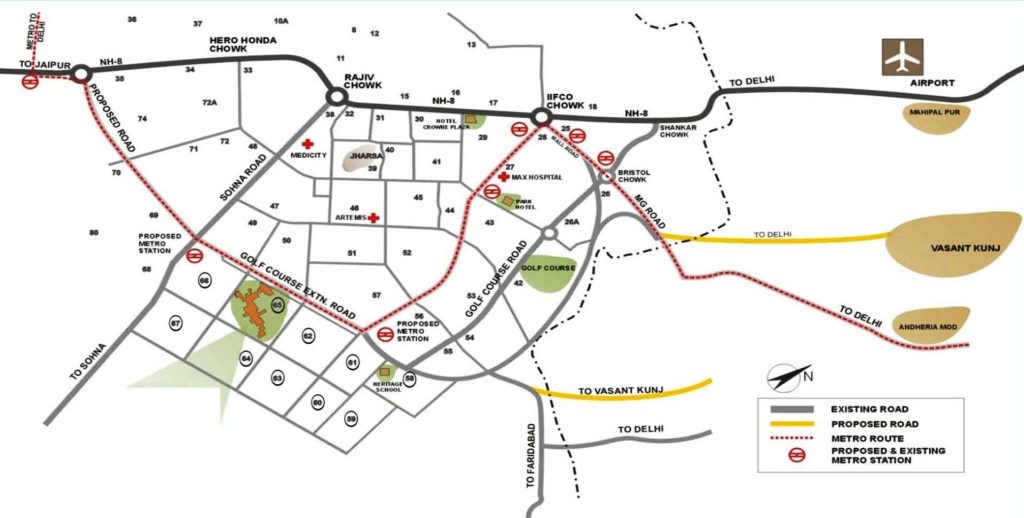 METRO TO
DELHI
36
37
10A
8
12
13
HERO HONDA
CHOWK
TO JAIPUR
NH-8
35
34
33
11
RAJIV
CHOWK
15
NH-8
16
17
IIFCO
CHOWK
18
NH-8
TO DELHI
AIRPORT
MAHIPAL PUR
PROPOSED ROAD
74
72A
71
72
48
70
69
80
68
SOHNA ROAD
38
32
31
30
HOTEL
CROWNE PLAZA
29
28
25
MALL ROAD
SHANKAR
CHOWK
MEDICITY
JHARSA
40
39
41
27
MAX HOSPITAL
BRISTOL
CHOWK
26
PARK
HOTEL
MG ROAD
47
46
45
44
43
26A
ARTEMIS
49
50
51
52
PROPOSED
METRO
STATION
GOLF COURSE EXTN. ROAD
GOLF COURSE ROAD
GOLF COURSE
42
TO DELHI
VASANT KUNJ
66
65
57
53
56
54
55
67
64
62
63
61
60
59
58
PROPOSED
METRO
STATION
HERITAGE
SCHOOL
TO SOHNA
TO DELHI
ANDHERIA MOD
TO VASANT KUNJ
TO DELHI
TO FARIDABAD
N
EXISTING ROAD
PROPOSED ROAD
METRO ROUTE
PROPOSED & EXISTING
METRO STATION